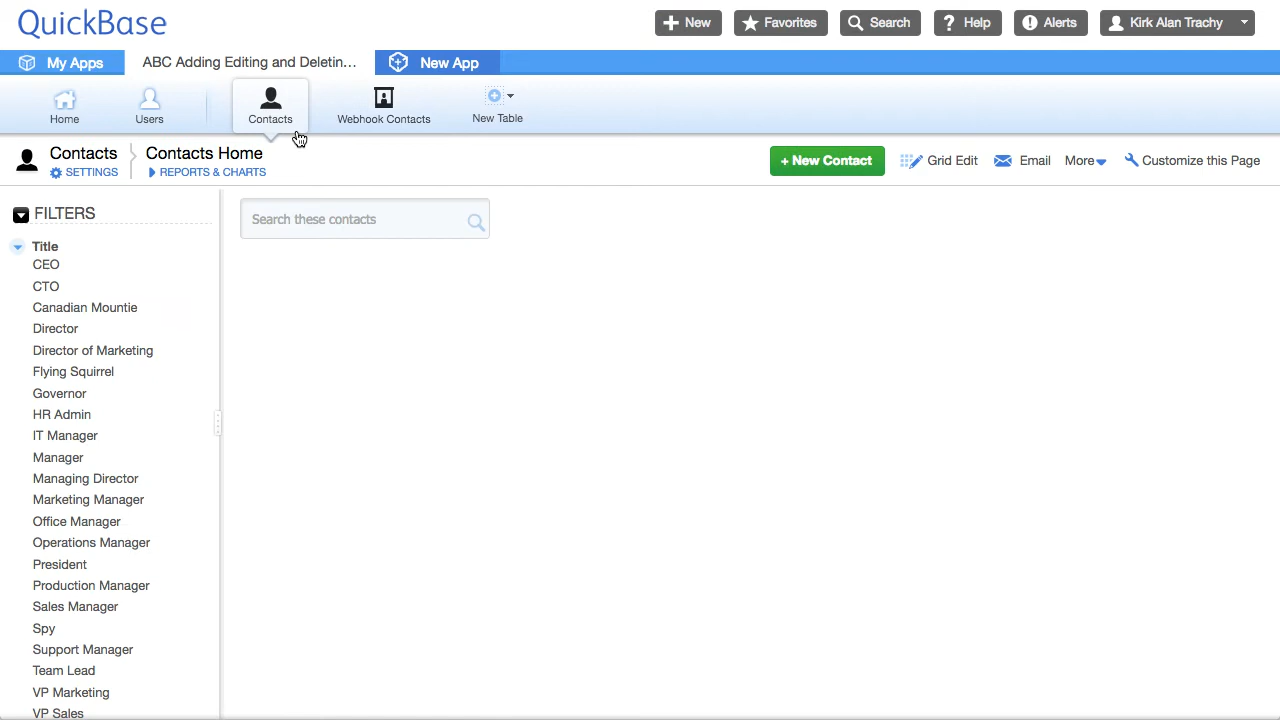 QuickBase
New
Favorites
Search
Help
Alerts
Kirk Alan Trachy
My Apps
ABC Adding Editing and Deletin...
New App
Home
Users
Contacts
Webhook Contacts
New Table
Contacts
Contacts Home
SETTINGS
REPORTS & CHARTS
+ New Contact
Grid Edit
Email
More
Customize this Page
FILTERS
Search these contacts
Title
CEO
CTO
Canadian Mountie
Director
Director of Marketing
Flying Squirrel
Governor
HR Admin
IT Manager
Manager
Managing Director
Marketing Manager
Office Manager
Operations Manager
President
Production Manager
Sales Manager
Spy
Support Manager
Team Lead
VP Marketing
VP Sales